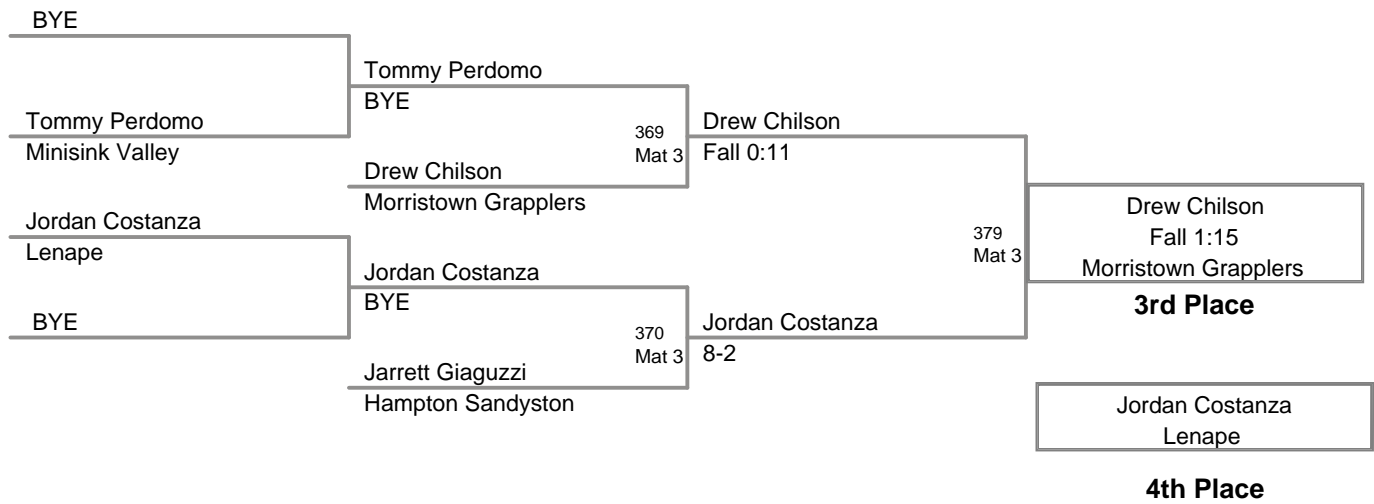 BYE
Tommy Perdomo
Minisink Valley
Jordan Costanza
Lenape
BYE
Tommy Perdomo
BYE
Drew Chilson
Morristown Grapplers
Jordan Costanza
BYE
Jarrett Giaguzzi
Hampton Sandyston
369
Mat 3
370
Mat 3
Drew Chilson
Fall 0:11
Jordan Costanza
8-2
379
Mat 3
Drew Chilson
Fall 1:15
Morristown Grapplers
3rd Place
Jordan Costanza
Lenape
4th Place